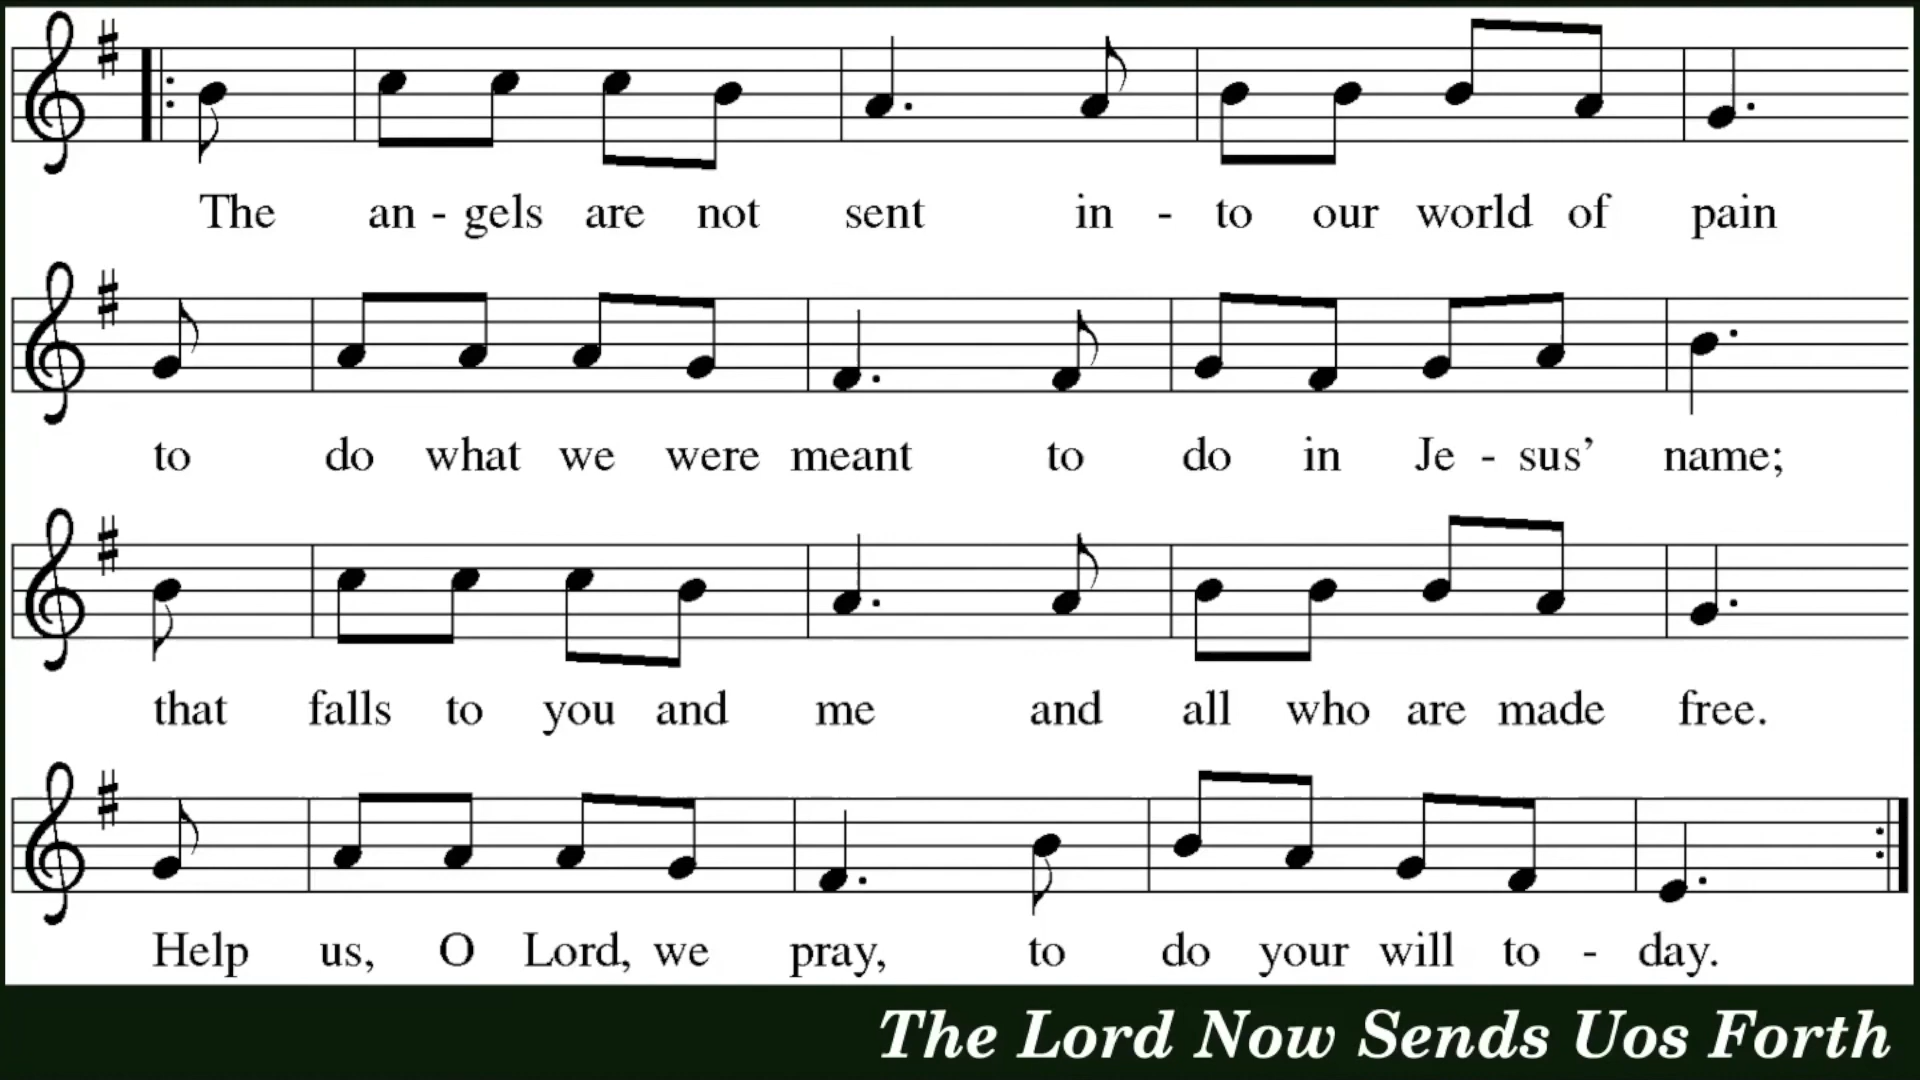 The an - gels are not sent in - to our world of pain
to do what we were meant to do in Je - sus’ name;
that falls to you and me and all who are made free.
Help us, O Lord, we pray, to do your will to - day.
The Lord Now Sends Uos Forth